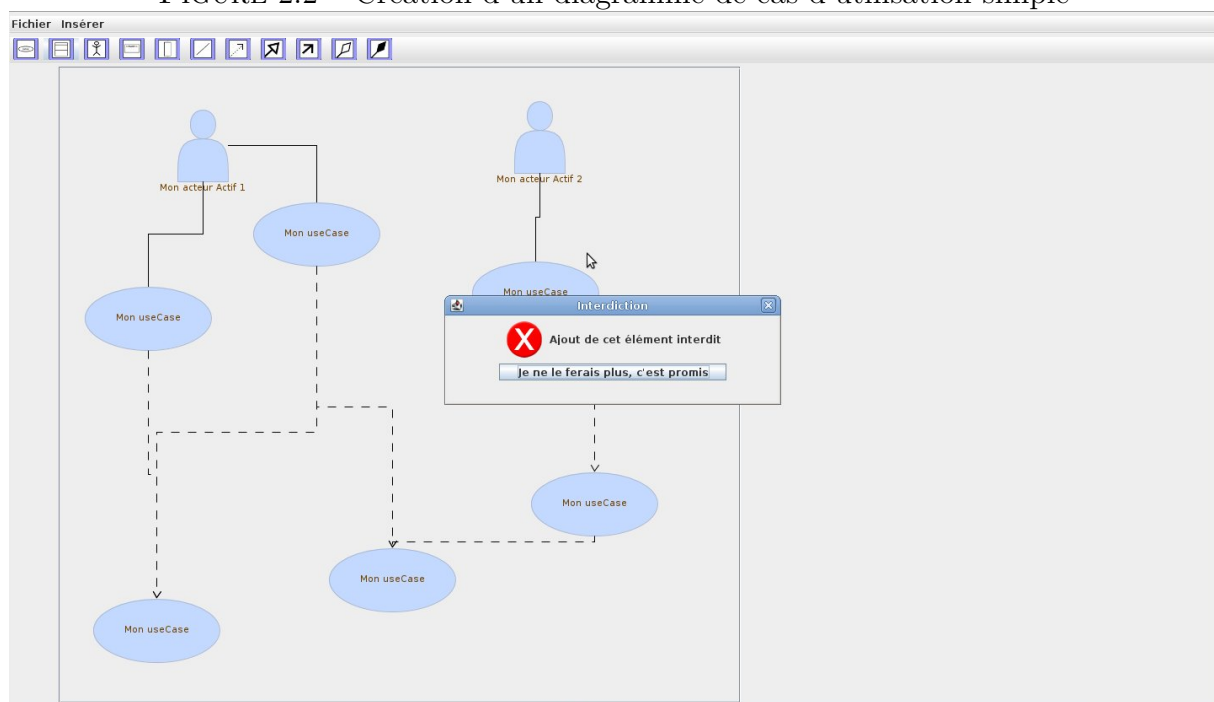 FIGURE 2.2 – Création d'un diagramme de cas d'utilisation simple
Fichier Insérer
Mon acteur Actif 1
Mon acteur Actif 2
Mon useCase
Mon useCase
Mon useCase
Interdiction
Ajout de cet élément interdit
Je ne le ferais plus, c'est promis
Mon useCase
Mon useCase
Mon useCase